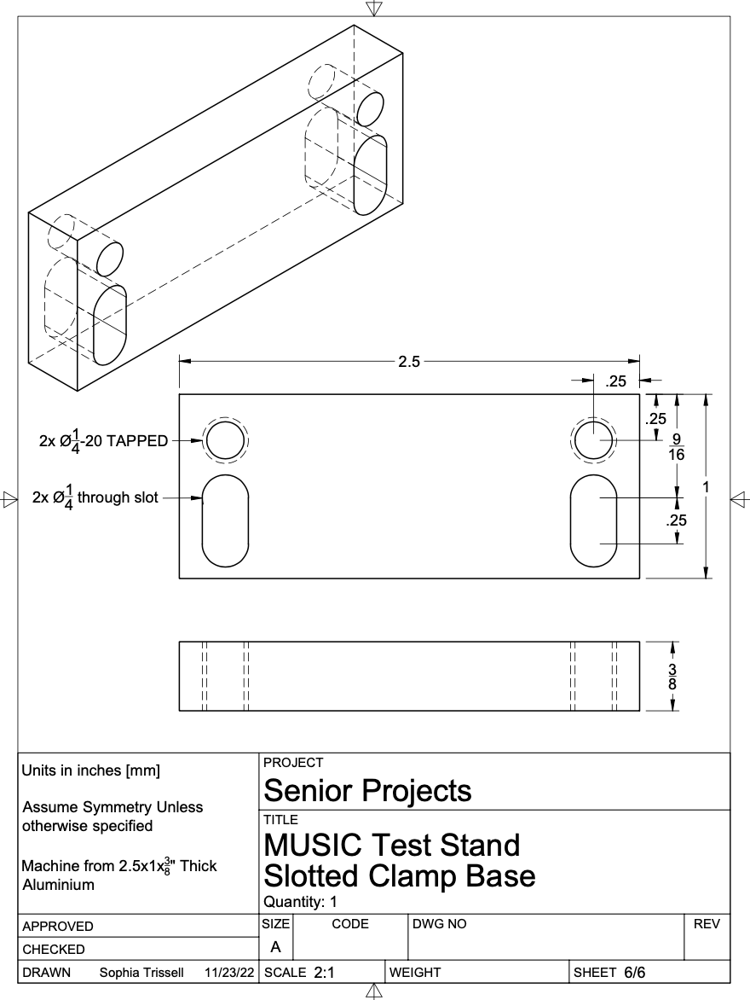 2.5
.25
.25
9/16
1
.25
2x Ø1/4-20 TAPPED
2x Ø1/4 through slot
3/8
Units in inches [mm]
Assume Symmetry Unless
otherwise specified
Machine from 2.5x1x3/8" Thick
Aluminium
PROJECT
Senior Projects
TITLE
MUSIC Test Stand
Slotted Clamp Base
Quantity: 1
APPROVED
CHECKED
DRAWN Sophia Trissell 11/23/22
SIZE
A
CODE
DWG NO
REV
SCALE 2:1
WEIGHT
SHEET 6/6